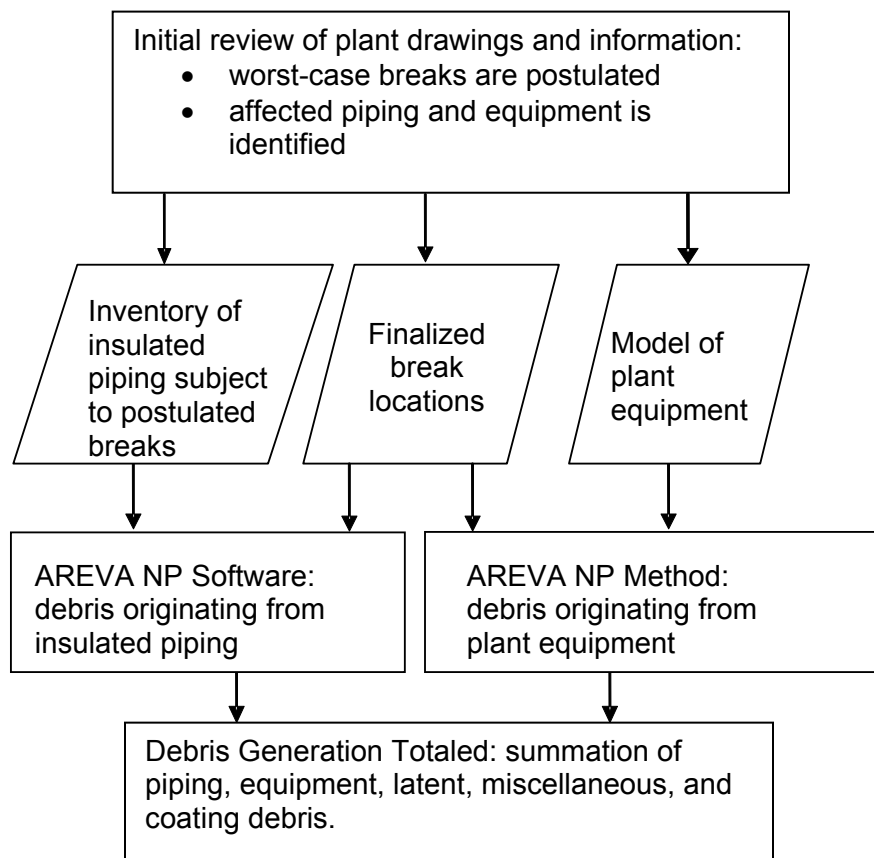 Initial review of plant drawings and information:
• worst-case breaks are postulated
• affected piping and equipment is
identified
Inventory of
insulated
piping subject
to postulated
breaks
Finalized
break
locations
Model of
plant
equipment
AREVA NP Software:
debris originating from
insulated piping
AREVA NP Method:
debris originating from
plant equipment
Debris Generation Totaled: summation of
piping, equipment, latent, miscellaneous, and
coating debris.